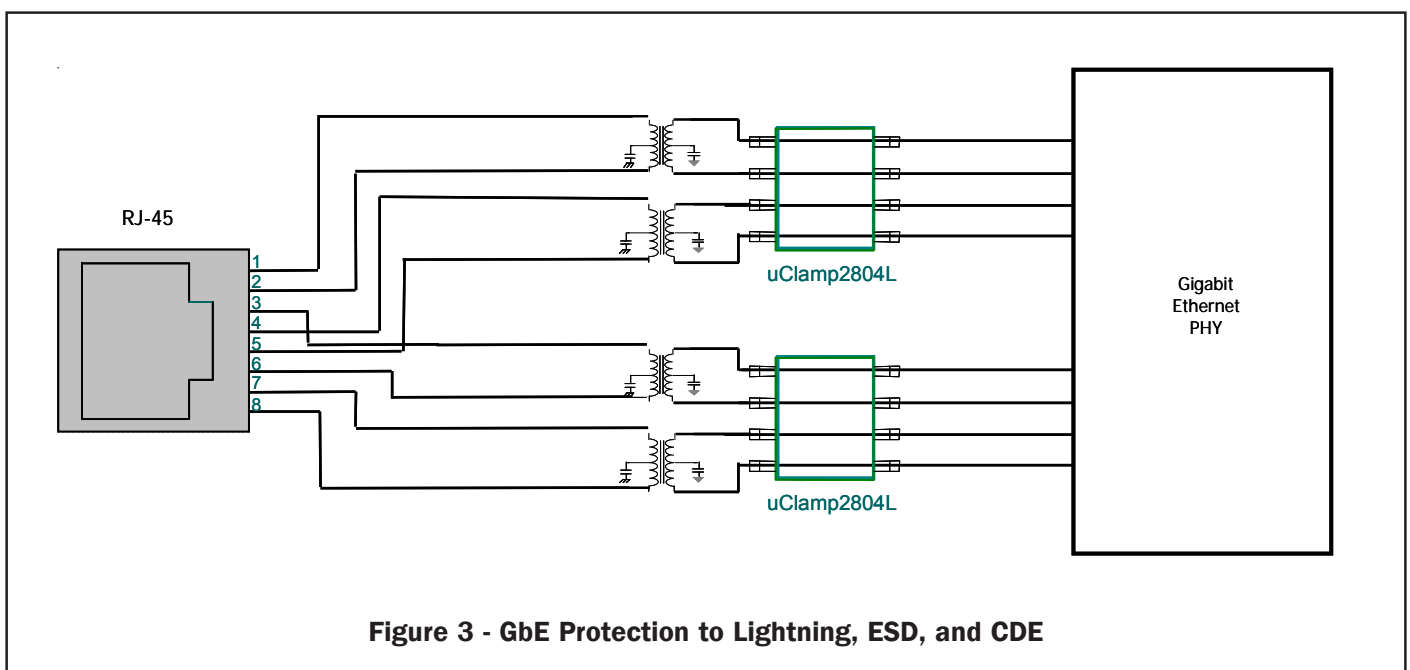 RJ-45
1
2
3
4
5
6
7
8
uClamp2804L
Gigabit
Ethernet
PHY
uClamp2804L
Figure 3 - GbE Protection to Lightning, ESD, and CDE